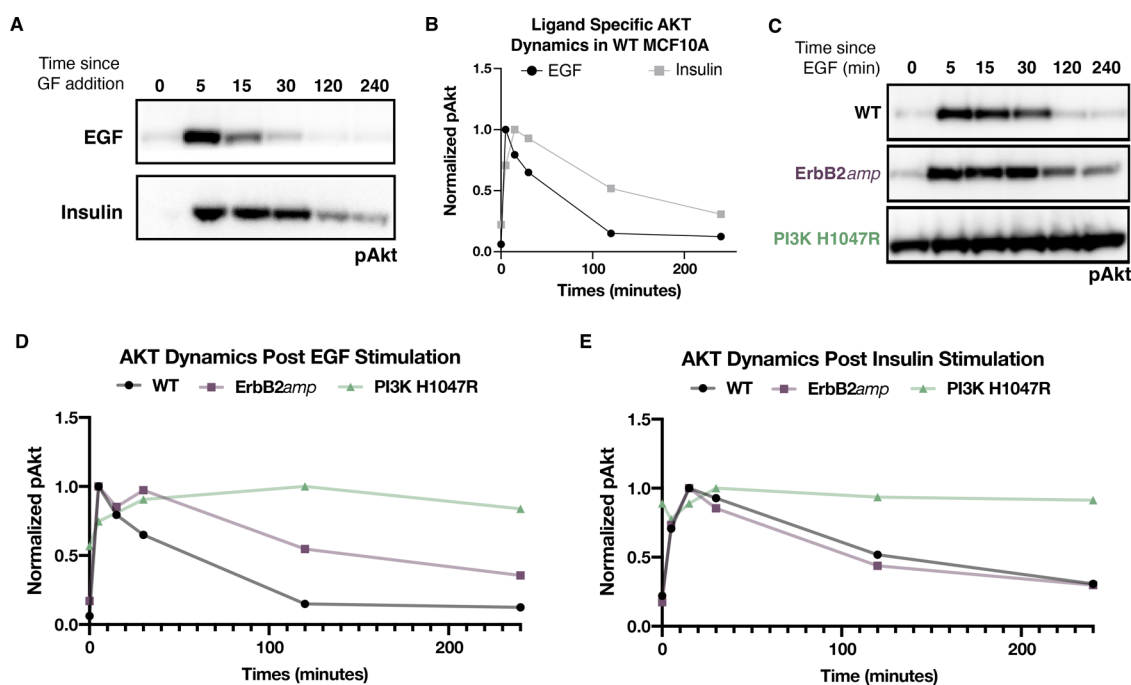 A
Time since
GF addition
0 5 15 30 120 240
EGF
Insulin
pAkt
B
Ligand Specific AKT
Dynamics in WT MCF10A
EGF Insulin
1.5
1.0
0.5
0.0
Normalized pAkt
0 100 200
Times (minutes)
C
Time since
EGF (min)
0 5 15 30 120 240
WT
ErbB2amp
PI3K H1047R
pAkt
D
AKT Dynamics Post EGF Stimulation
WT ErbB2amp PI3K H1047R
1.5
1.0
0.5
0.0
Normalized pAkt
0 100 200
Times (minutes)
E
AKT Dynamics Post Insulin Stimulation
WT ErbB2amp PI3K H1047R
1.5
1.0
0.5
0.0
Normalized pAkt
0 100 200
Time (minutes)